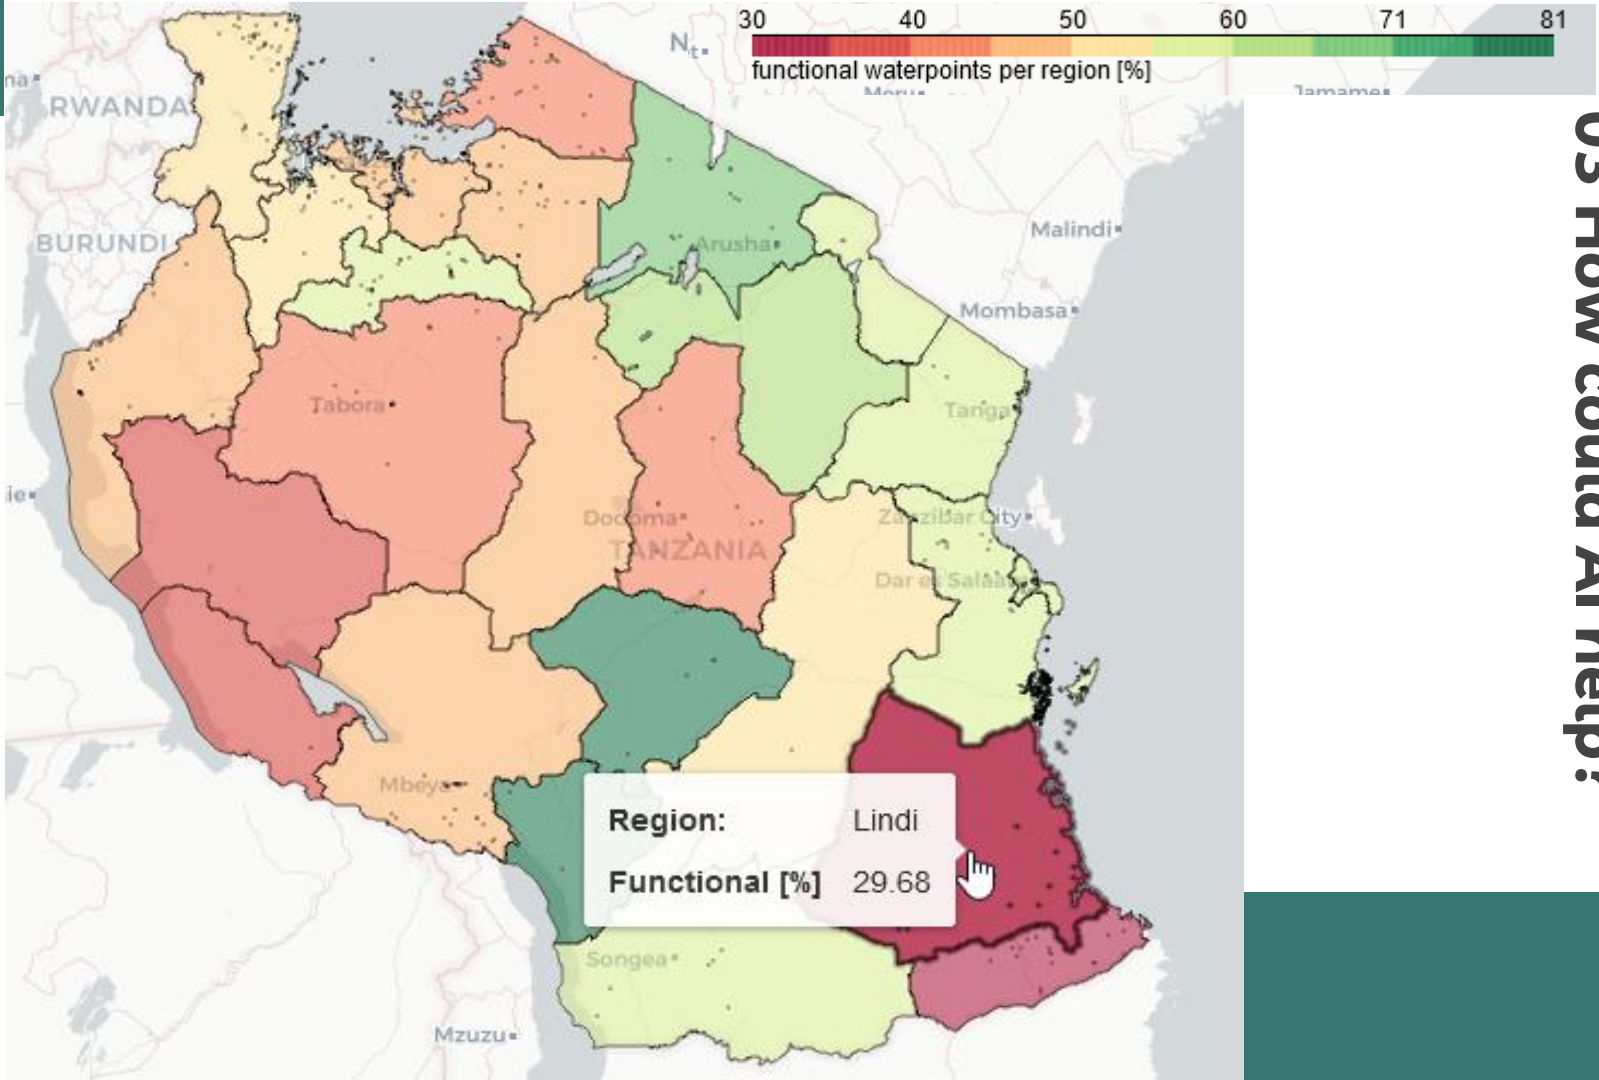 30 40 50 60 71 81
functional waterpoints per region [%]
RWANDA
BURUNDI
Arusha
Malindi
Mombasa
Tabora
Tanga
Dodoma
Zanzibar City
TANZANIA
Dar es Salaa
Mbeya
Region: Lindi
Functional [%] 29.68
Songea
Mzuzu
03 How could AI help?